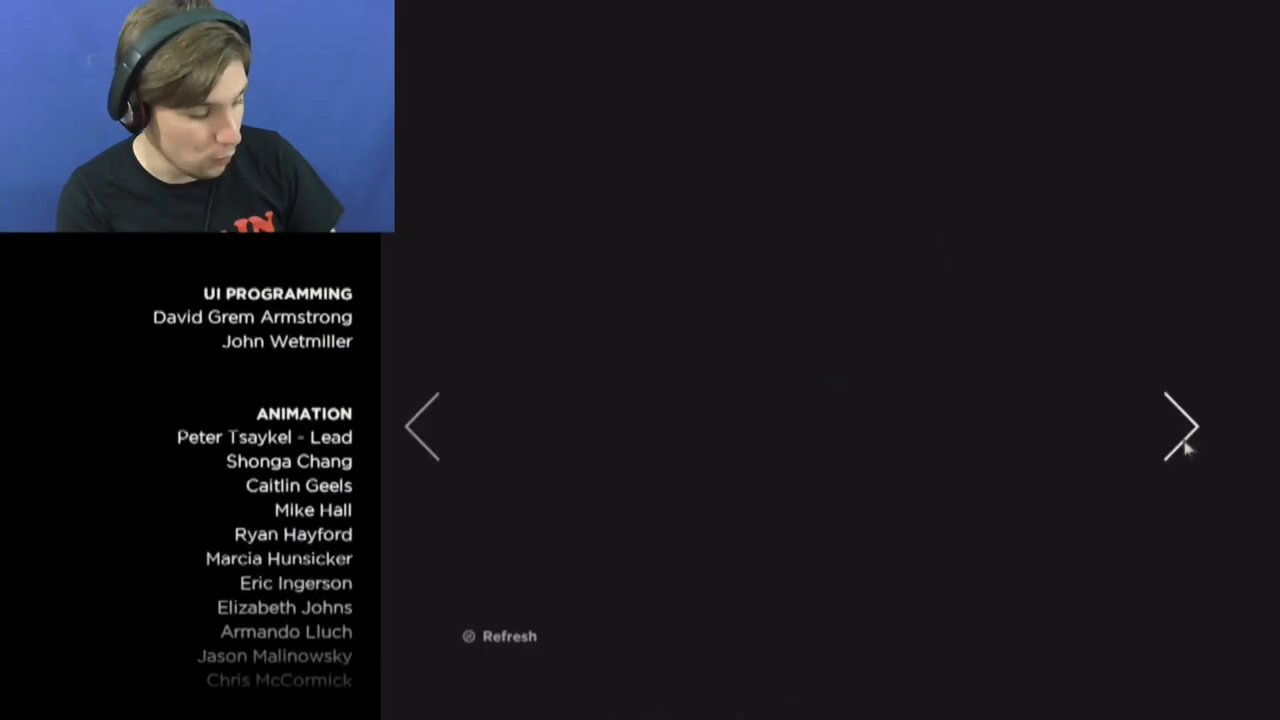 UI PROGRAMMING
David Grem Armstrong
John Wetmiller
ANIMATION
Peter Tsaykel - Lead
Shonga Chang
Caitlin Geels
Mike Hall
Ryan Hayford
Marcia Hunsicker
Eric Ingerson
Elizabeth Johns
Armando Lluch
Jason Malinowsky
Chris McCormick
Refresh